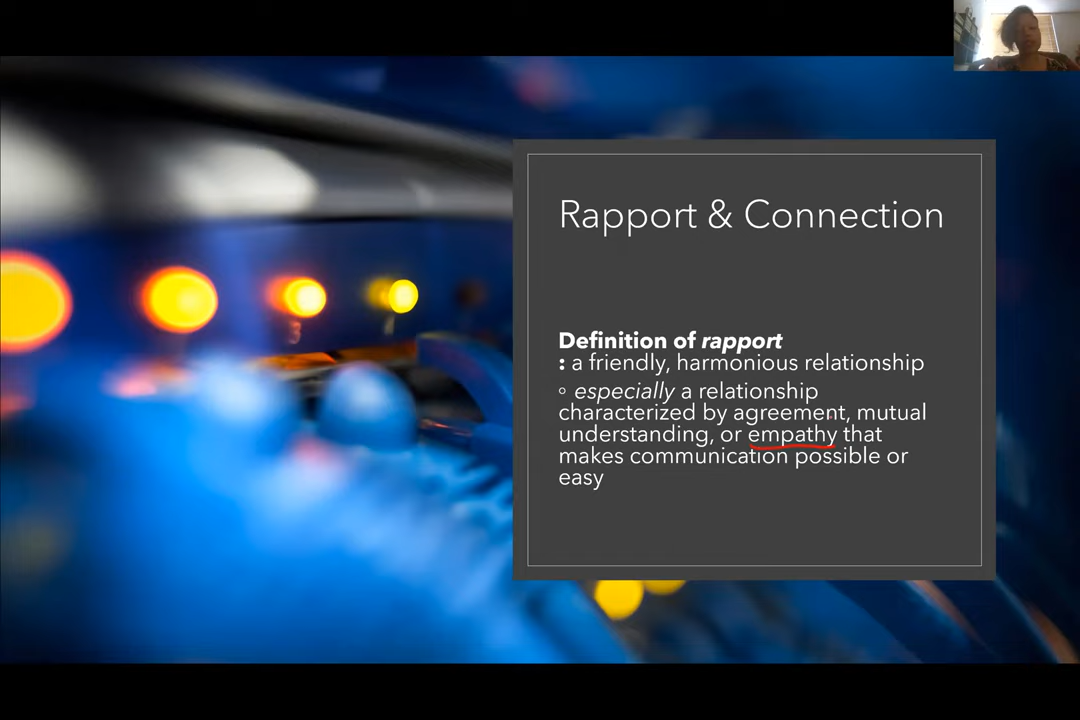 Rapport & Connection
Definition of rapport
: a friendly, harmonious relationship
◦ especially a relationship
characterized by agreement, mutual
understanding, or empathy that
makes communication possible or
easy
3